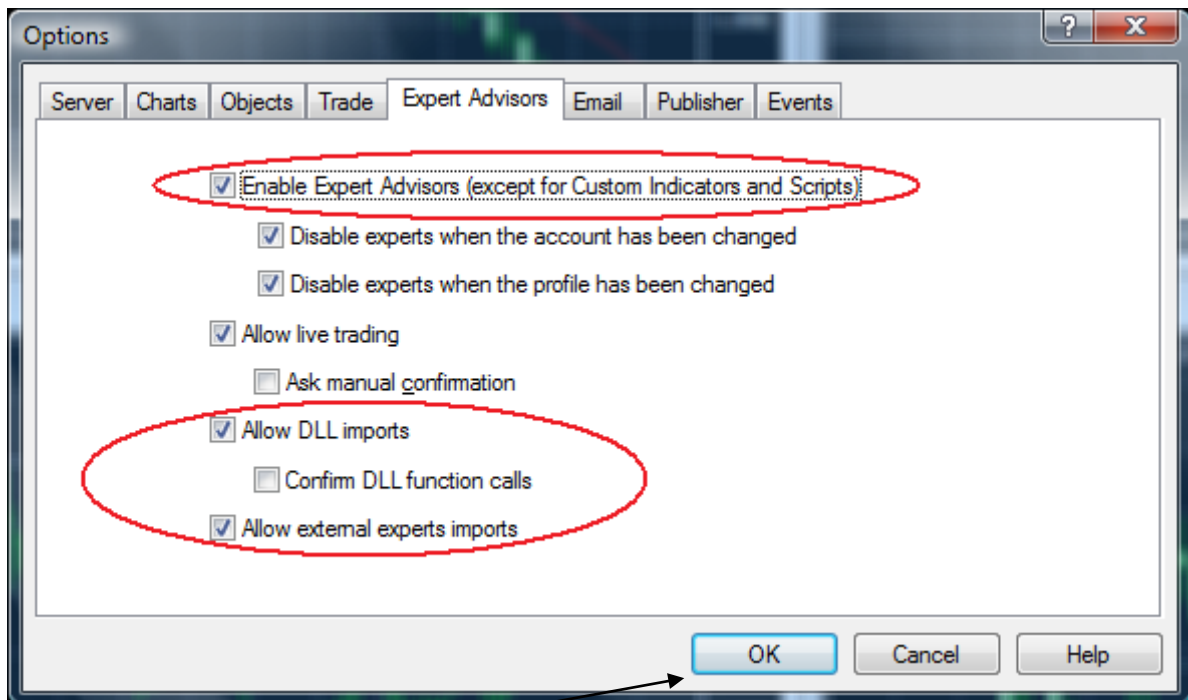 Options
?
X
Server Charts Objects Trade Expert Advisors Email Publisher Events
Enable Expert Advisors (except for Custom Indicators and Scripts)
Disable experts when the account has been changed
Disable experts when the profile has been changed
Allow live trading
Ask manual confirmation
Allow DLL imports
Confirm DLL function calls
Allow external experts imports
OK Cancel Help